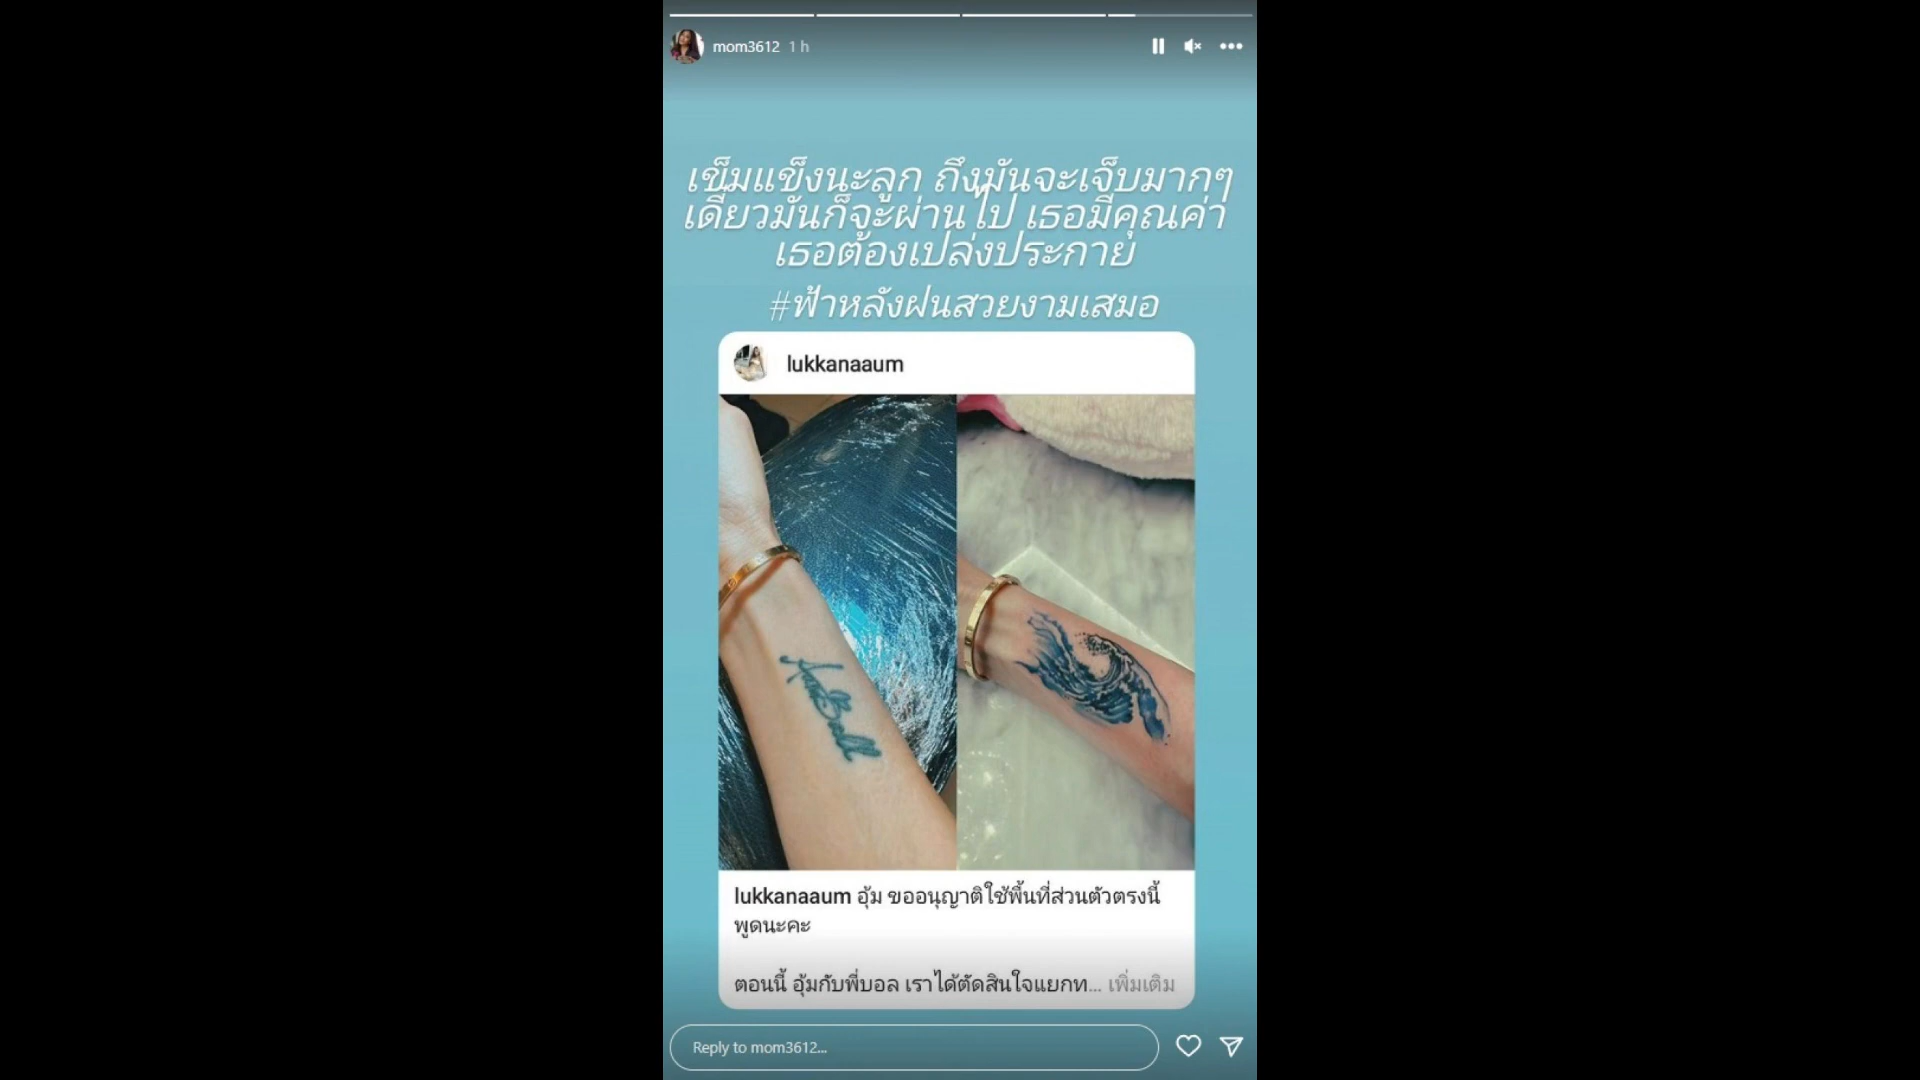 mom3612 1 h
เข็มแข็งนะลูก ถึงมันจะเจ็บมากๆ
เดี๋ยวมันก็จะผ่านไป เธอมีคุณค่า
เธอต้องเปล่งประกาย
#ฟ้าหลังฝนสวยงามเสมอ
lukkanaaum
lukkanaaum อุ้ม ขออนุญาติใช้พื้นที่ส่วนตัวตรงนี้
พูดนะคะ
ตอนนี้ อุ้มกับพี่บอล เราได้ตัดสินใจแยกท... เพิ่มเติม
Reply to mom3612...